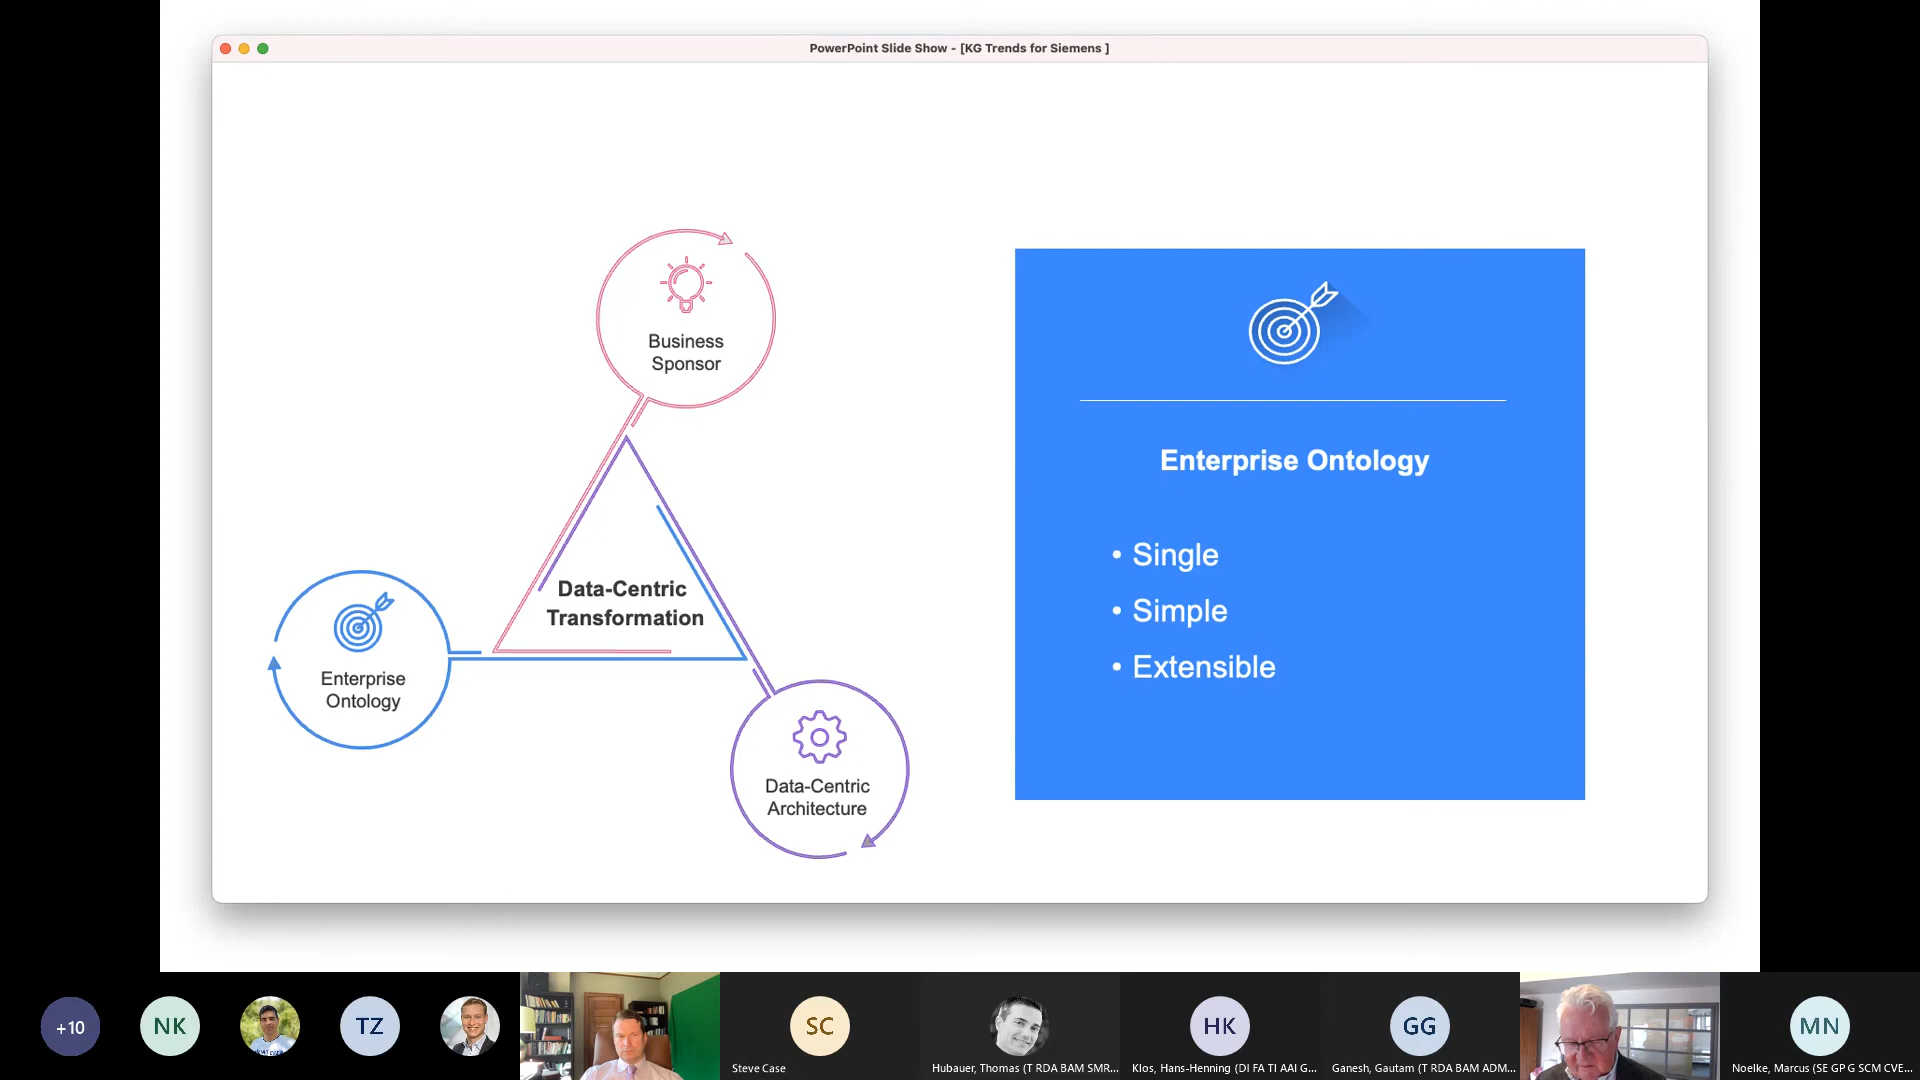 PowerPoint Slide Show - [KG Trends for Siemens ]
Business
Sponsor
Data-Centric
Transformation
Enterprise
Ontology
Data-Centric
Architecture
Enterprise Ontology
• Single
• Simple
• Extensible
+10
NK
TZ
SC
Steve Case
Hubauer, Thomas (T RDA BAM SMR...
HK
Klos, Hans-Henning (DI FA TI AAI G...
GG
Ganesh, Gautam (T RDA BAM ADM...
MN
Noelke, Marcus (SE GP G SCM CVE...